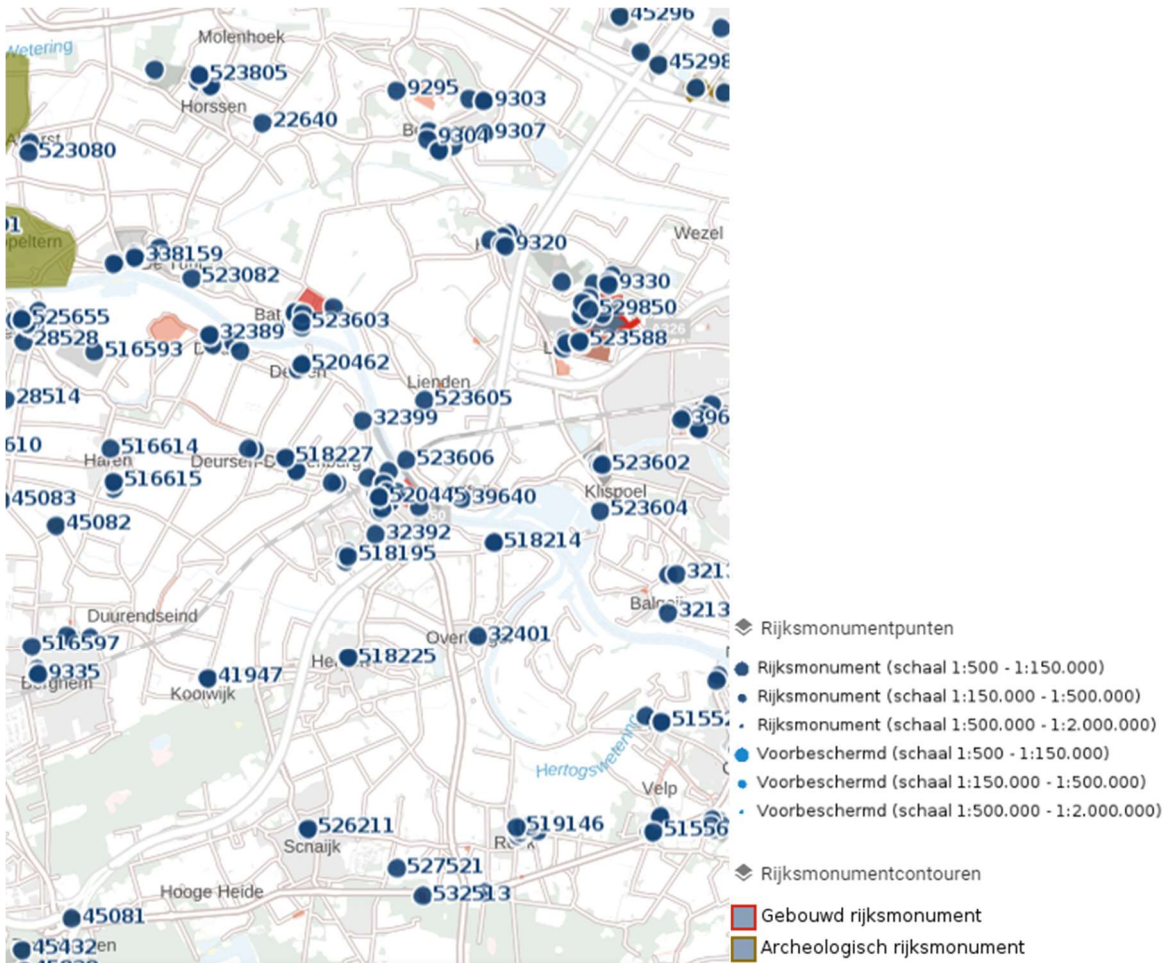 45296
Molenhoek
Wetering
45298
523805
9295
9303
Horssen
22640
9304
9307
523080
Wezel
9320
338159
523082
9330
529850
525655
523603
32389
28528
516593
523588
A326
520462
Lienden
523605
28514
32399
516614
518227
523606
523602
Haren
516615
Klispoel
45083
520445
39640
523604
45082
32392
518214
518195
Duurendseind
516597
32401
518225
9335
Berghem
41947
Kooiwijk
Hertogswetering
Velp
526211
519146
Schaijk
527521
Hooge Heide
532513
45081
45432
Rijksmonumentpunten
Rijksmonument (schaal 1:500 - 1:150.000)
Rijksmonument (schaal 1:150.000 - 1:500.000)
Rijksmonument (schaal 1:500.000 - 1:2.000.000)
Voorbeschermd (schaal 1:500 - 1:150.000)
Voorbeschermd (schaal 1:150.000 - 1:500.000)
Voorbeschermd (schaal 1:500.000 - 1:2.000.000)
Rijksmonumentcontouren
Gebouwd rijksmonument
Archeologisch rijksmonument